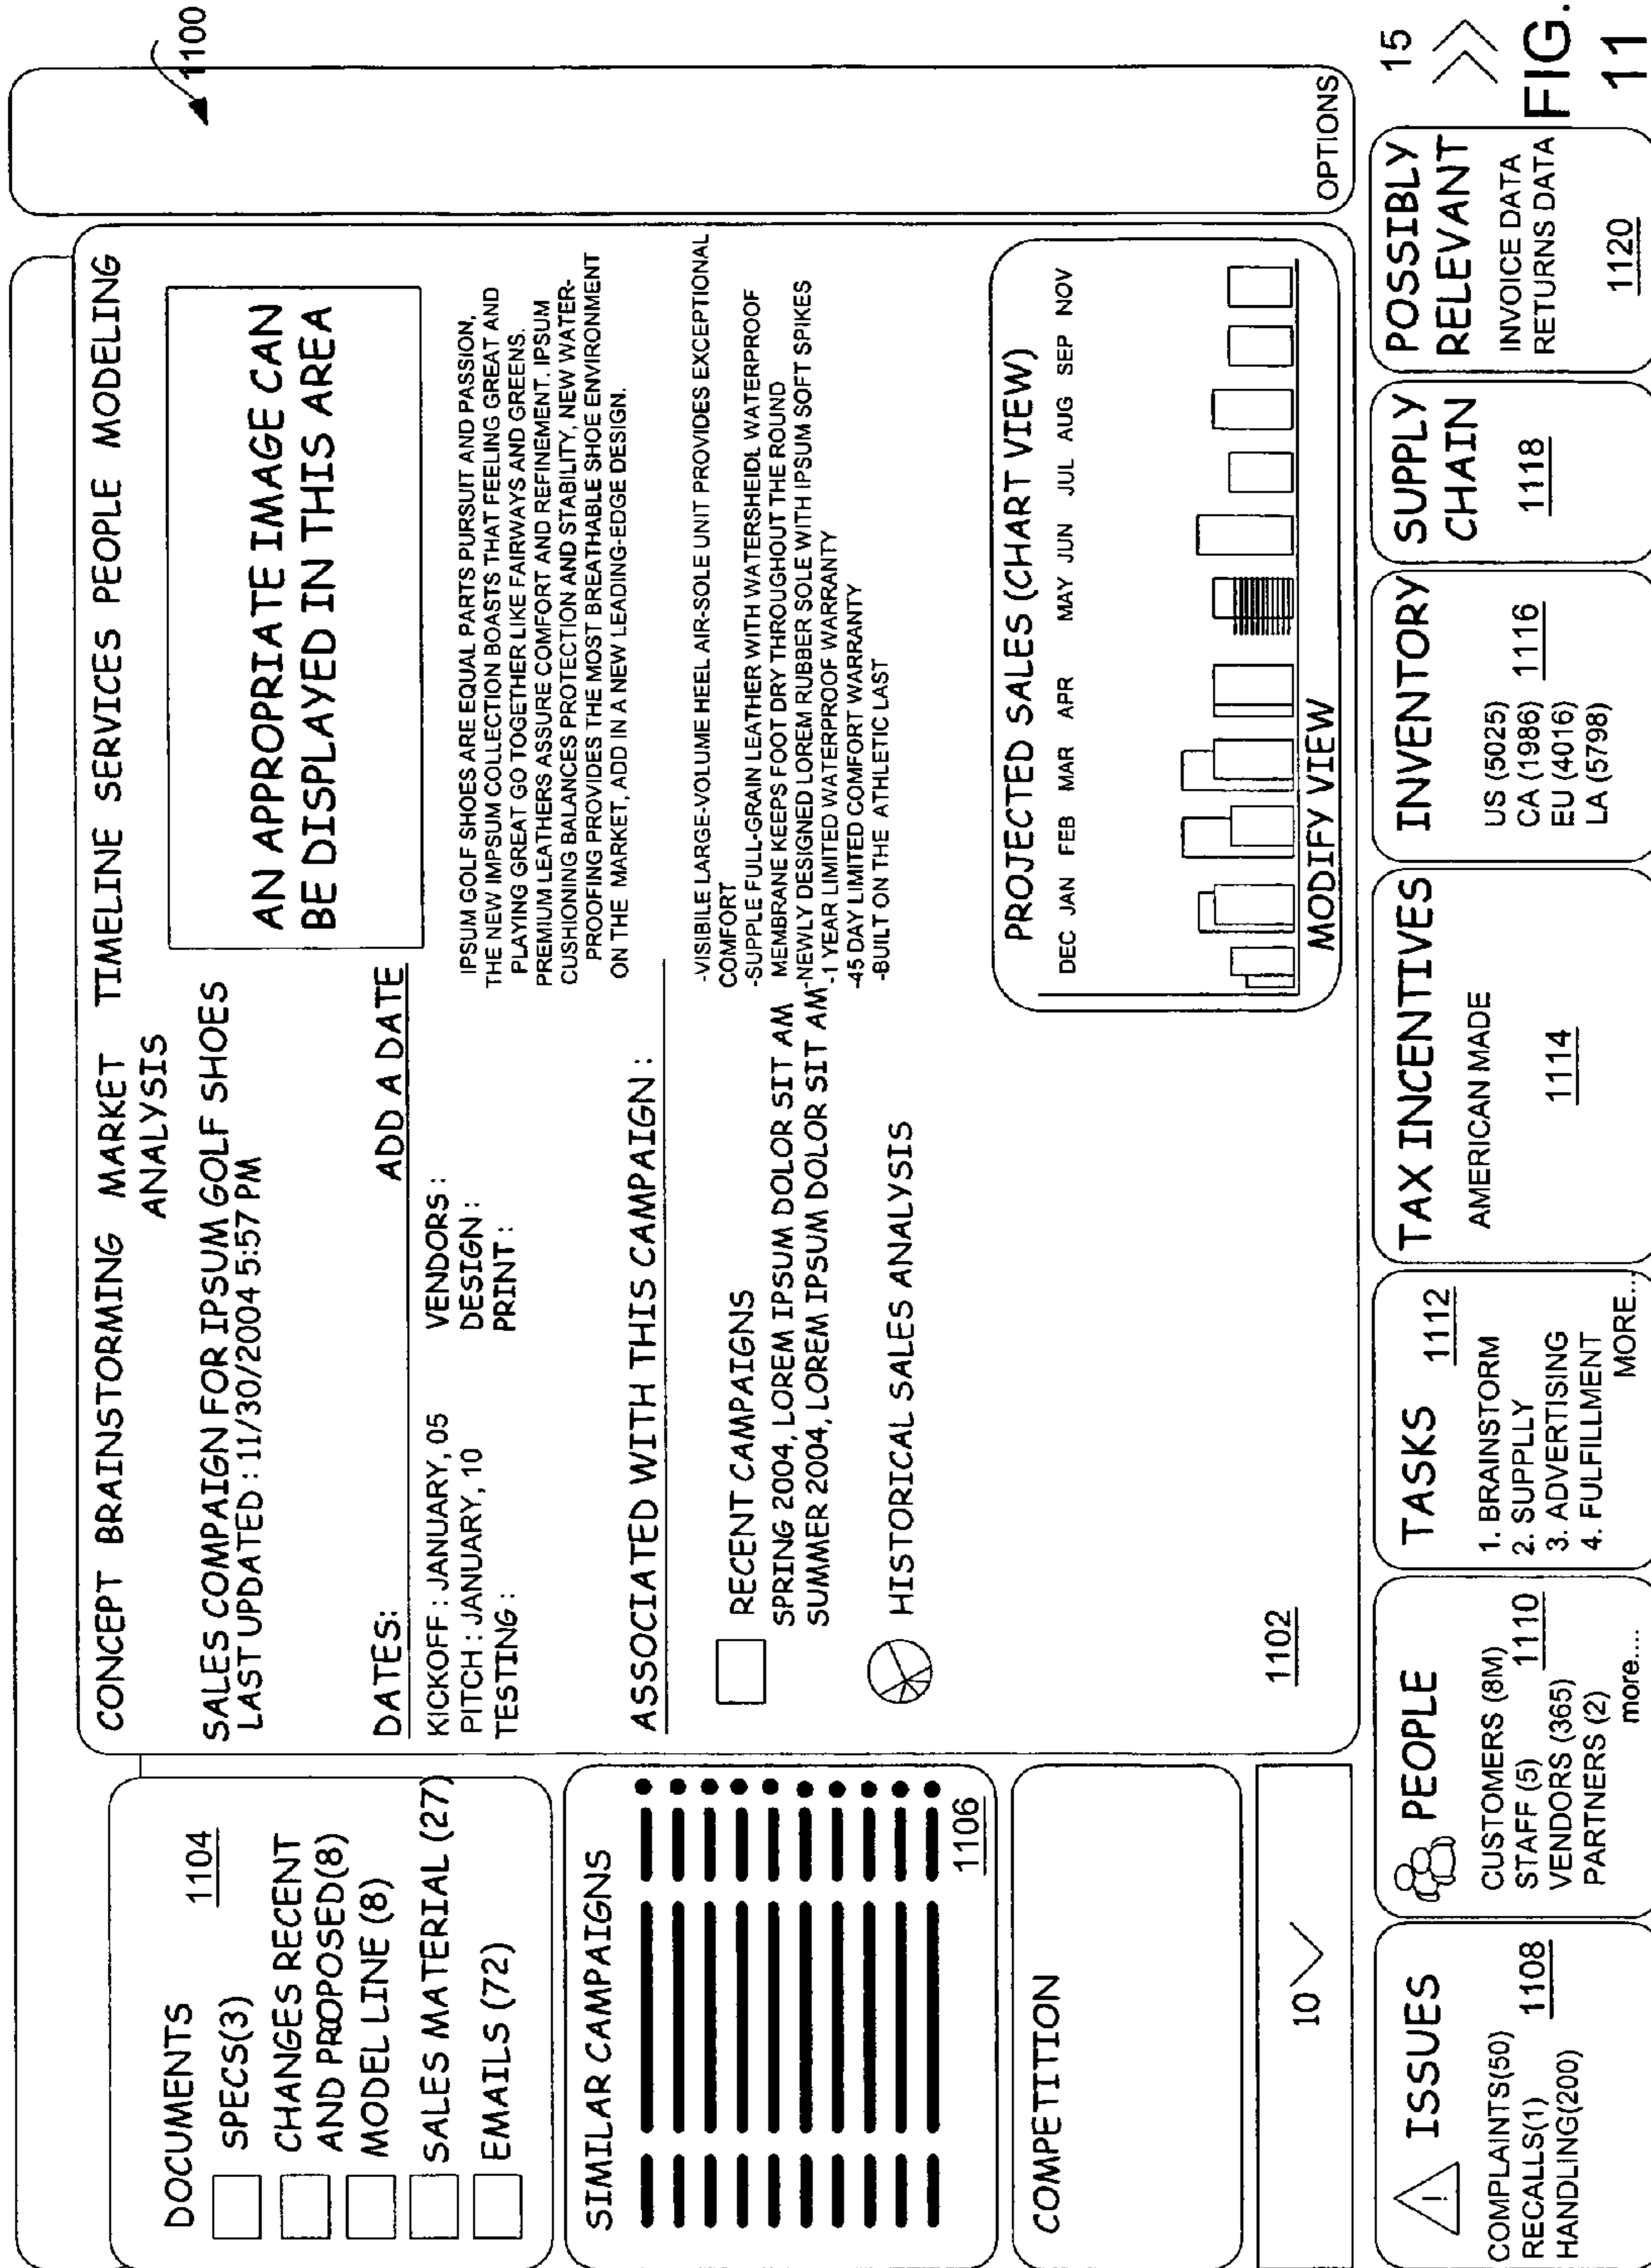 1100
CONCEPT BRAINSTORMING MARKET TIMELINE SERVICES PEOPLE MODELING
ANALYSIS
SALES COMPAIGN FOR IPSUM GOLF SHOES
LAST UPDATED : 11/30/2004 5:57 PM
AN APPROPRIATE IMAGE CAN
BE DISPLAYED IN THIS AREA
DATES:
ADD A DATE
KICKOFF : JANUARY, 05
PITCH : JANUARY, 10
TESTING :
VENDORS :
DESIGN :
PRINT :
IPSUM GOLF SHOES ARE EQUAL PARTS PURSUIT AND PASSION,
THE NEW IMPSUM COLLECTION BOASTS THAT FEELING GREAT AND
PLAYING GREAT GO TOGETHER LIKE FAIRWAYS AND GREENS.
PREMIUM LEATHERS ASSURE COMFORT AND REFINEMENT. IPSUM
CUSHIONING BALANCES PROTECTION AND STABILITY, NEW WATER-
PROOFING PROVIDES THE MOST BREATHABLE SHOE ENVIRONMENT
ON THE MARKET, ADD IN A NEW LEADING-EDGE DESIGN.
ASSOCIATED WITH THIS CAMPAIGN :
RECENT CAMPAIGNS
SPRING 2004, LOREM IPSUM DOLOR SIT AM
SUMMER 2004, LOREM IPSUM DOLOR SIT AM
HISTORICAL SALES ANALYSIS
-VISIBILE LARGE-VOLUME HEEL AIR-SOLE UNIT PROVIDES EXCEPTIONAL
COMFORT
-SUPPLE FULL-GRAIN LEATHER WITH WATERSHEIDL WATERPROOF
MEMBRANE KEEPS FOOT DRY THROUGHOUT THE ROUND
-NEWLY DESIGNED LOREM RUBBER SOLE WITH IPSUM SOFT SPIKES
-1 YEAR LIMITED WATERPROOF WARRANTY
-45 DAY LIMITED COMFORT WARRANTY
-BUILT ON THE ATHLETIC LAST
PROJECTED SALES (CHART VIEW)
DEC JAN FEB MAR APR MAY JUN JUL AUG SEP NOV
MODIFY VIEW
1102
OPTIONS
DOCUMENTS
1104
SPECS(3)
CHANGES RECENT
AND PROPOSED(8)
MODEL LINE (8)
SALES MATERIAL (27)
EMAILS (72)
SIMILAR CAMPAIGNS
1106
COMPETITION
10
! ISSUES
COMPLAINTS(50)
RECALLS(1)
HANDLING(200)
1108
PEOPLE
CUSTOMERS (8M)
STAFF (5)
VENDORS (365)
PARTNERS (2)
more....
1110
TASKS
1112
1. BRAINSTORM
2. SUPPLLY
3. ADVERTISING
4. FULFILLMENT
MORE...
TAX INCENTIVES
AMERICAN MADE
1114
INVENTORY
US (5025)
CA (1986)
EU (4016)
LA (5798)
1116
SUPPLY
CHAIN
1118
POSSIBLY
RELEVANT
INVOICE DATA
RETURNS DATA
1120
15
FIG.
11